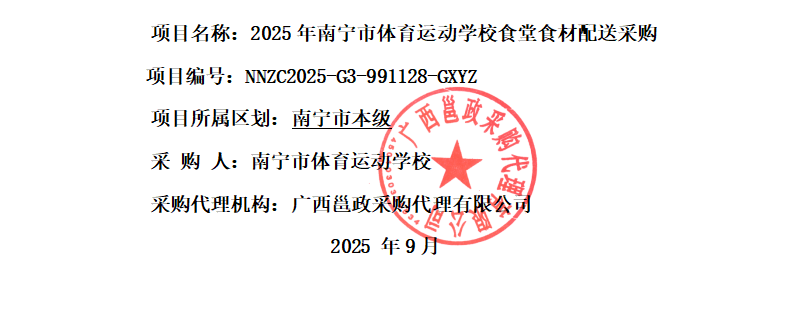 项目名称：2025年南宁市体育运动学校食堂食材配送采购
项目编号：NNZC2025-G3-991128-GXYZ
项目所属区划：南宁市本级
采 购 人：南宁市体育运动学校
采购代理机构：广西邕政采购代理有限公司
2025 年9月
广西邕政采购代理有限公司